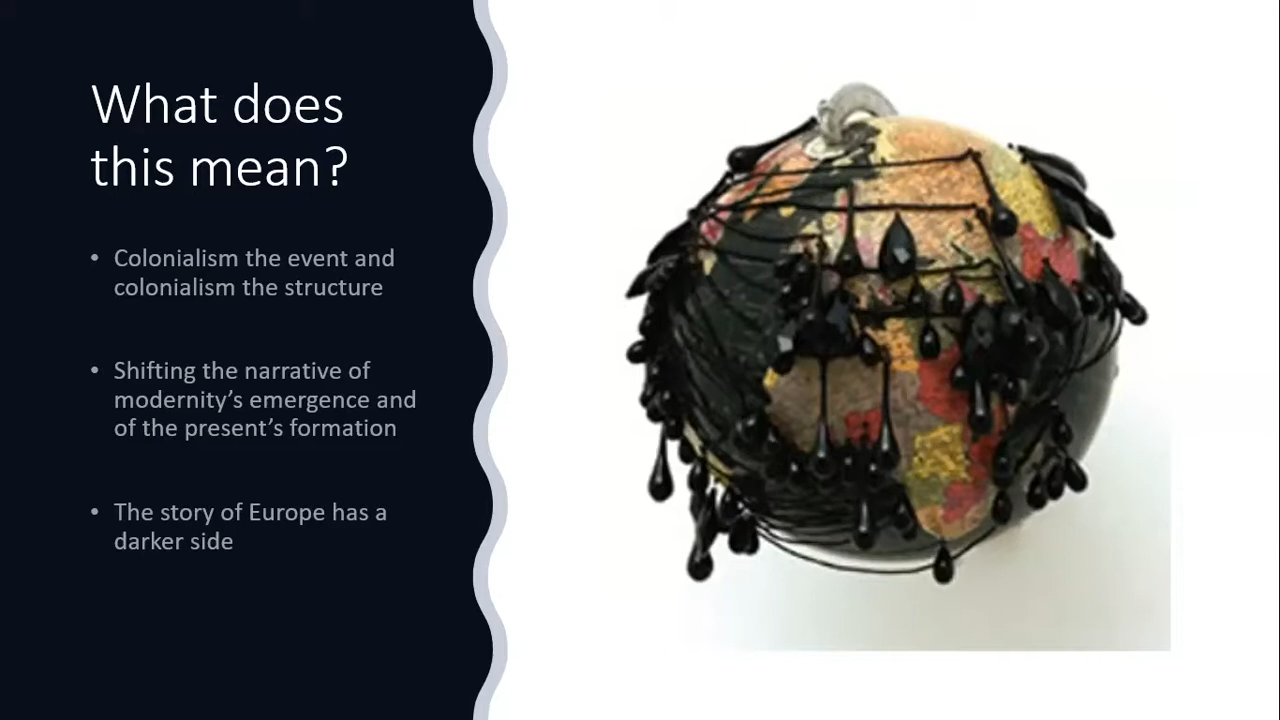 What does
this mean?
• Colonialism the event and
colonialism the structure
• Shifting the narrative of
modernity’s emergence and
of the present’s formation
• The story of Europe has a
darker side